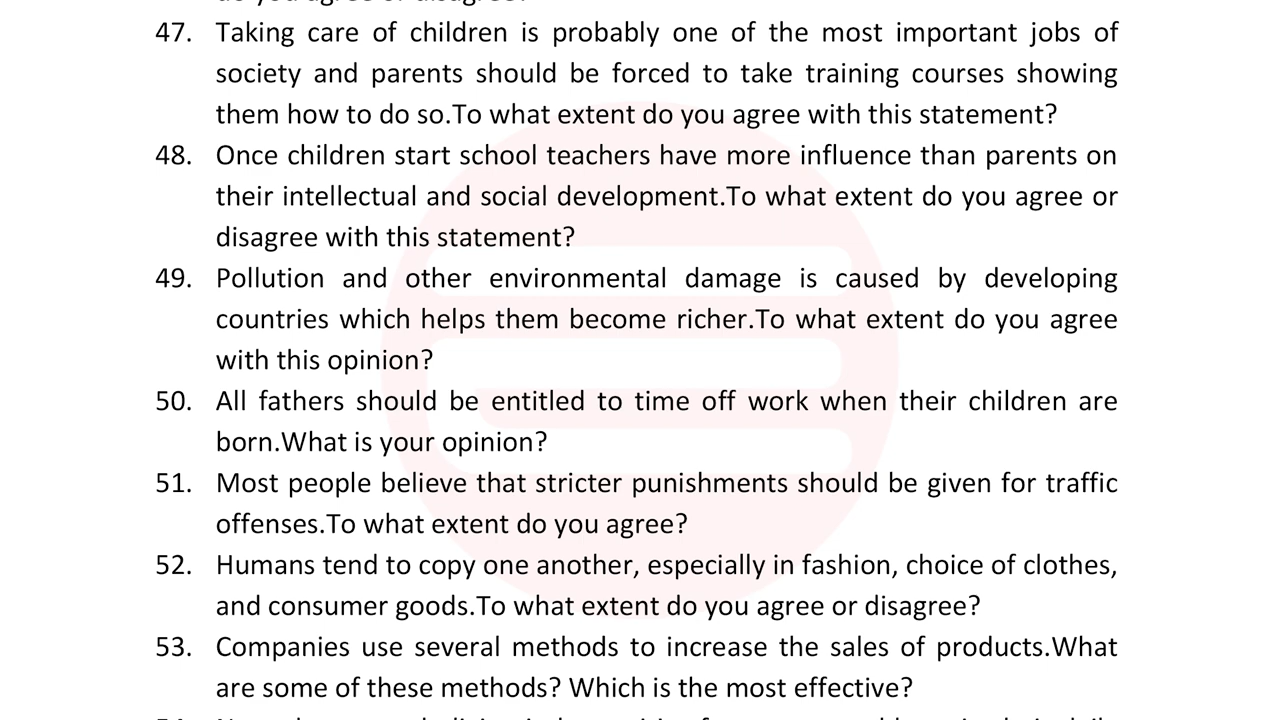 do you agree or disagree?
47. Taking care of children is probably one of the most important jobs of
society and parents should be forced to take training courses showing
them how to do so.To what extent do you agree with this statement?
48. Once children start school teachers have more influence than parents on
their intellectual and social development.To what extent do you agree or
disagree with this statement?
49. Pollution and other environmental damage is caused by developing
countries which helps them become richer.To what extent do you agree
with this opinion?
50. All fathers should be entitled to time off work when their children are
born.What is your opinion?
51. Most people believe that stricter punishments should be given for traffic
offenses.To what extent do you agree?
52. Humans tend to copy one another, especially in fashion, choice of clothes,
and consumer goods.To what extent do you agree or disagree?
53. Companies use several methods to increase the sales of products.What
are some of these methods? Which is the most effective?